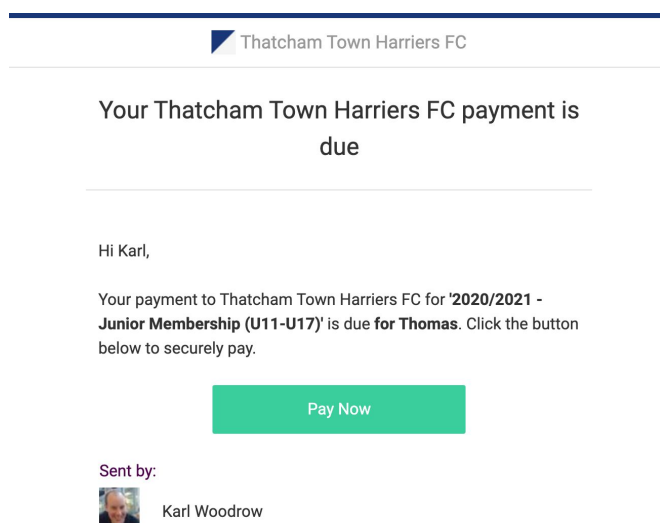 Thatcham Town Harriers FC
Your Thatcham Town Harriers FC payment is
due
Hi Karl,
Your payment to Thatcham Town Harriers FC for '2020/2021 -
Junior Membership (U11-U17)' is due for Thomas. Click the button
below to securely pay.
Pay Now
Sent by:
Karl Woodrow